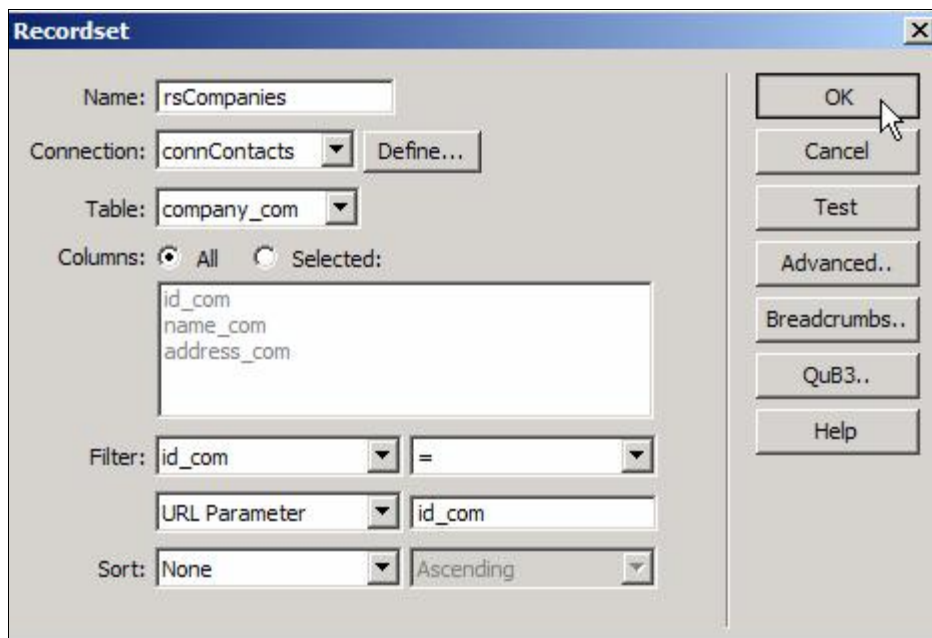 Recordset
Name: rsCompanies
Connection: connContacts Define...
Table: company_com
Columns: All Selected:
id_com
name_com
address_com
Filter: id_com =
URL Parameter id_com
Sort: None Ascending
OK
Cancel
Test
Advanced..
Breadcrumbs..
QuB3..
Help